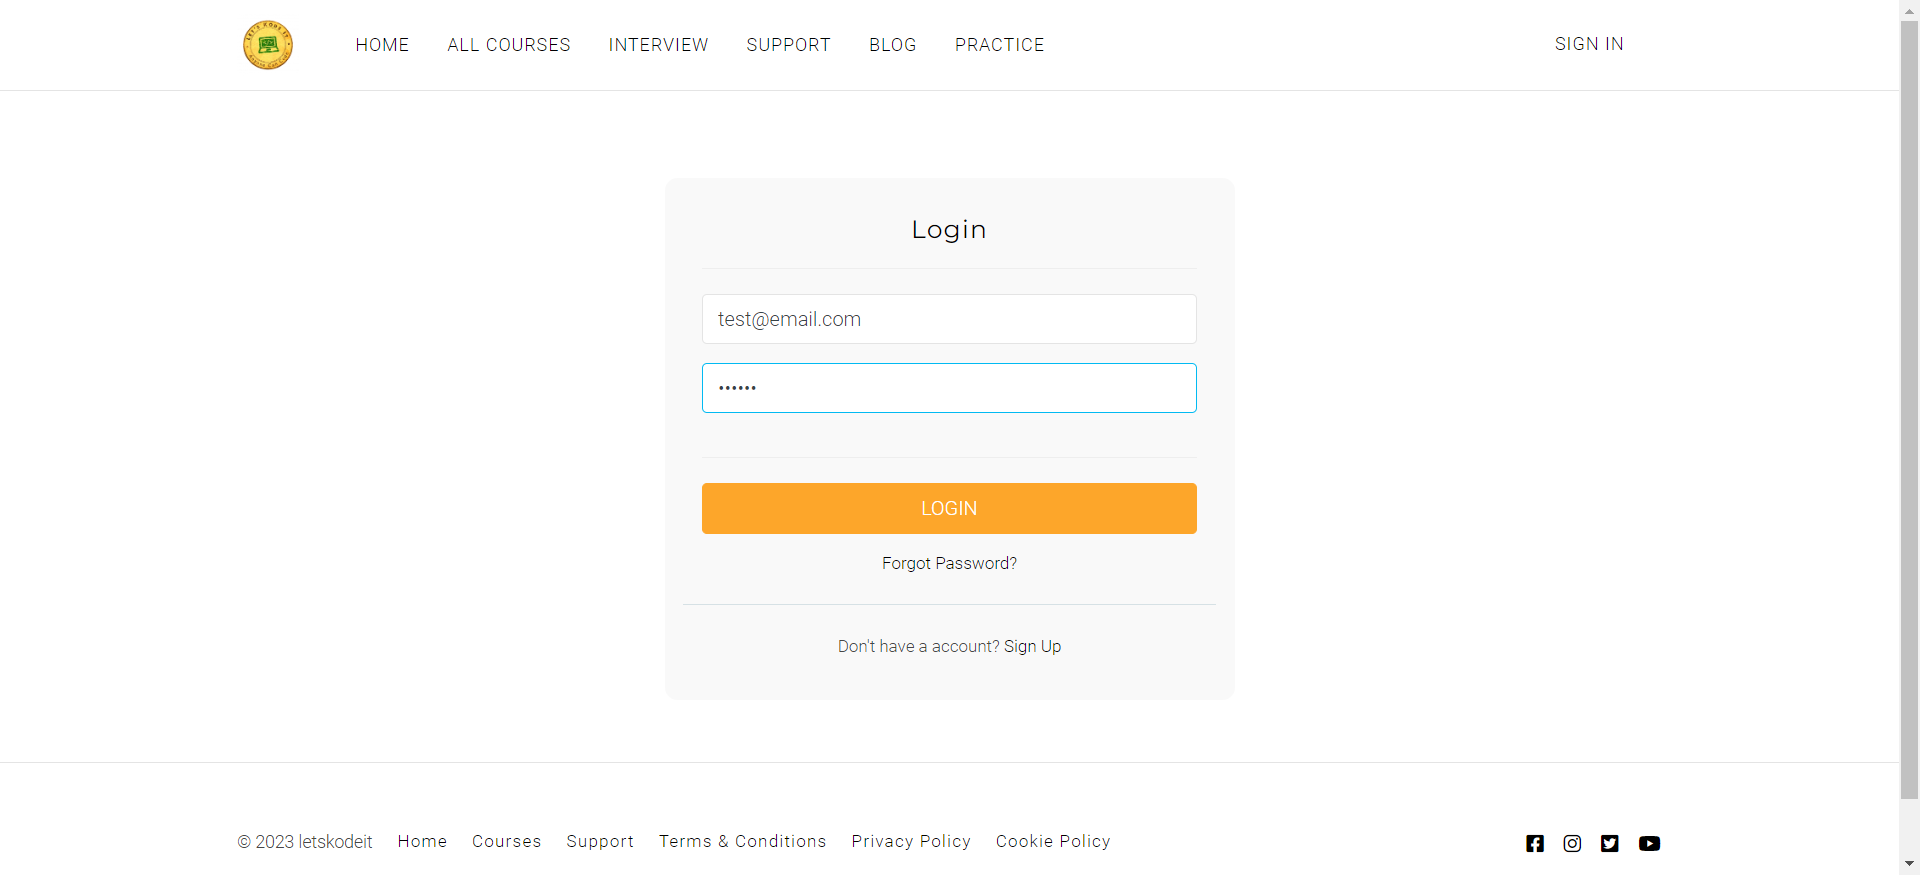 HOME ALL COURSES INTERVIEW SUPPORT BLOG PRACTICE SIGN IN
Login
test@email.com
••••••
LOGIN
Forgot Password?
Don't have a account? Sign Up
© 2023 letskodeit Home Courses Support Terms & Conditions Privacy Policy Cookie Policy